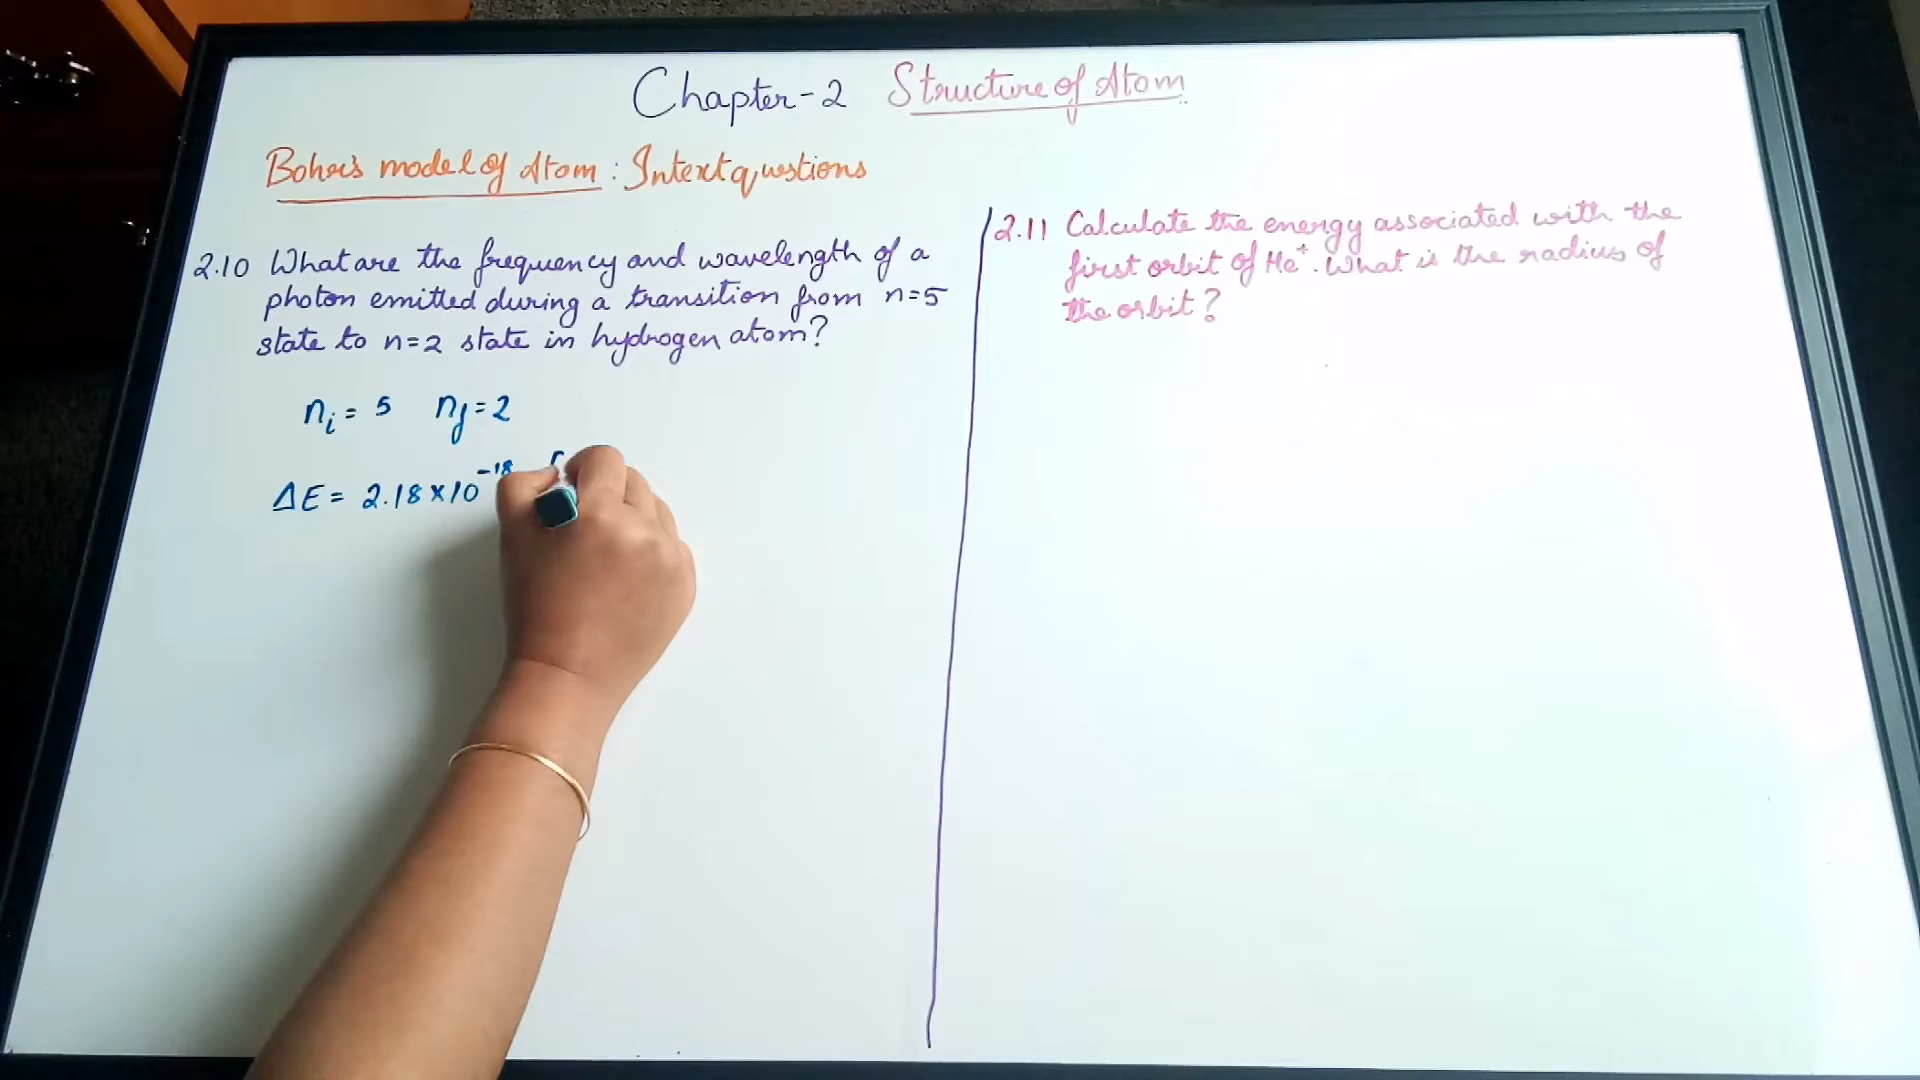 Chapter-2 Structure of Atom
Bohr's model of Atom : Intext questions
2.10 What are the frequency and wavelength of a
photon emitted during a transition from n=5
state to n=2 state in hydrogen atom?
nᵢ = 5 n_f = 2
ΔE = 2.18 × 10⁻¹⁸
2.11 Calculate the energy associated with the
first orbit of He⁺. What is the radius of
the orbit?